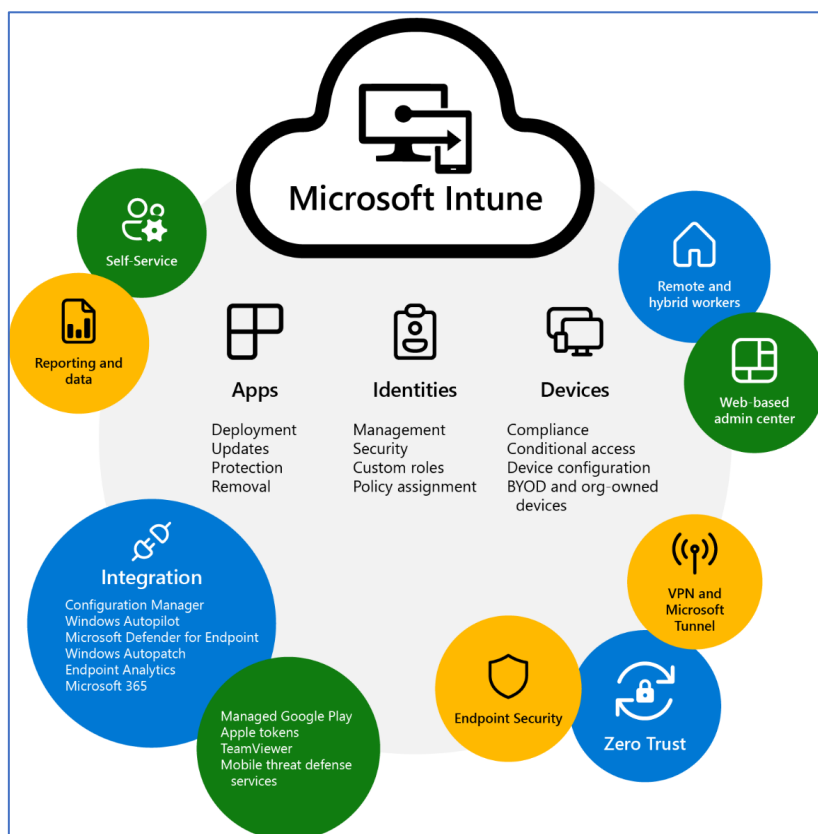 Microsoft Intune
Self-Service
Reporting and
data
Remote and
hybrid workers
Web-based
admin center
Apps
Deployment
Updates
Protection
Removal
Identities
Management
Security
Custom roles
Policy assignment
Devices
Compliance
Conditional access
Device configuration
BYOD and org-owned
devices
Integration
Configuration Manager
Windows Autopilot
Microsoft Defender for Endpoint
Windows Autopatch
Endpoint Analytics
Microsoft 365
Managed Google Play
Apple tokens
TeamViewer
Mobile threat defense
services
VPN and
Microsoft
Tunnel
Endpoint Security
Zero Trust